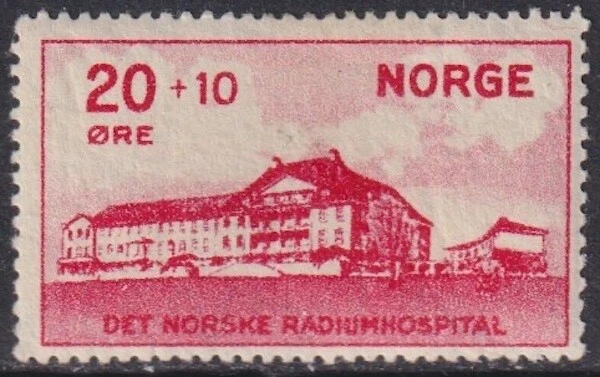 20 + 10 NORGE
ØRE
DET NORSKE RADIUMHOSPITAL